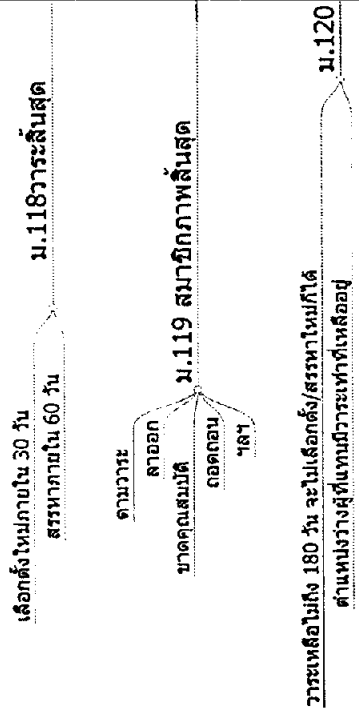 เลือกตั้งใหม่ภายใน 30 วัน
สรรหาภายใน 60 วัน
ม.118วาระสิ้นสุด
ตามวาระ
ลาออก
ขาดคุณสมบัติ
ถอดถอน
ฯลฯ
ม.119 สมาชิกภาพสิ้นสุด
วาระเหลือไม่ถึง 180 วัน จะไม่เลือกตั้ง/สรรหาใหม่ก็ได้
ตำแหน่งว่างผู้ที่แทนมีวาระเท่าที่เหลืออยู่
ม.120